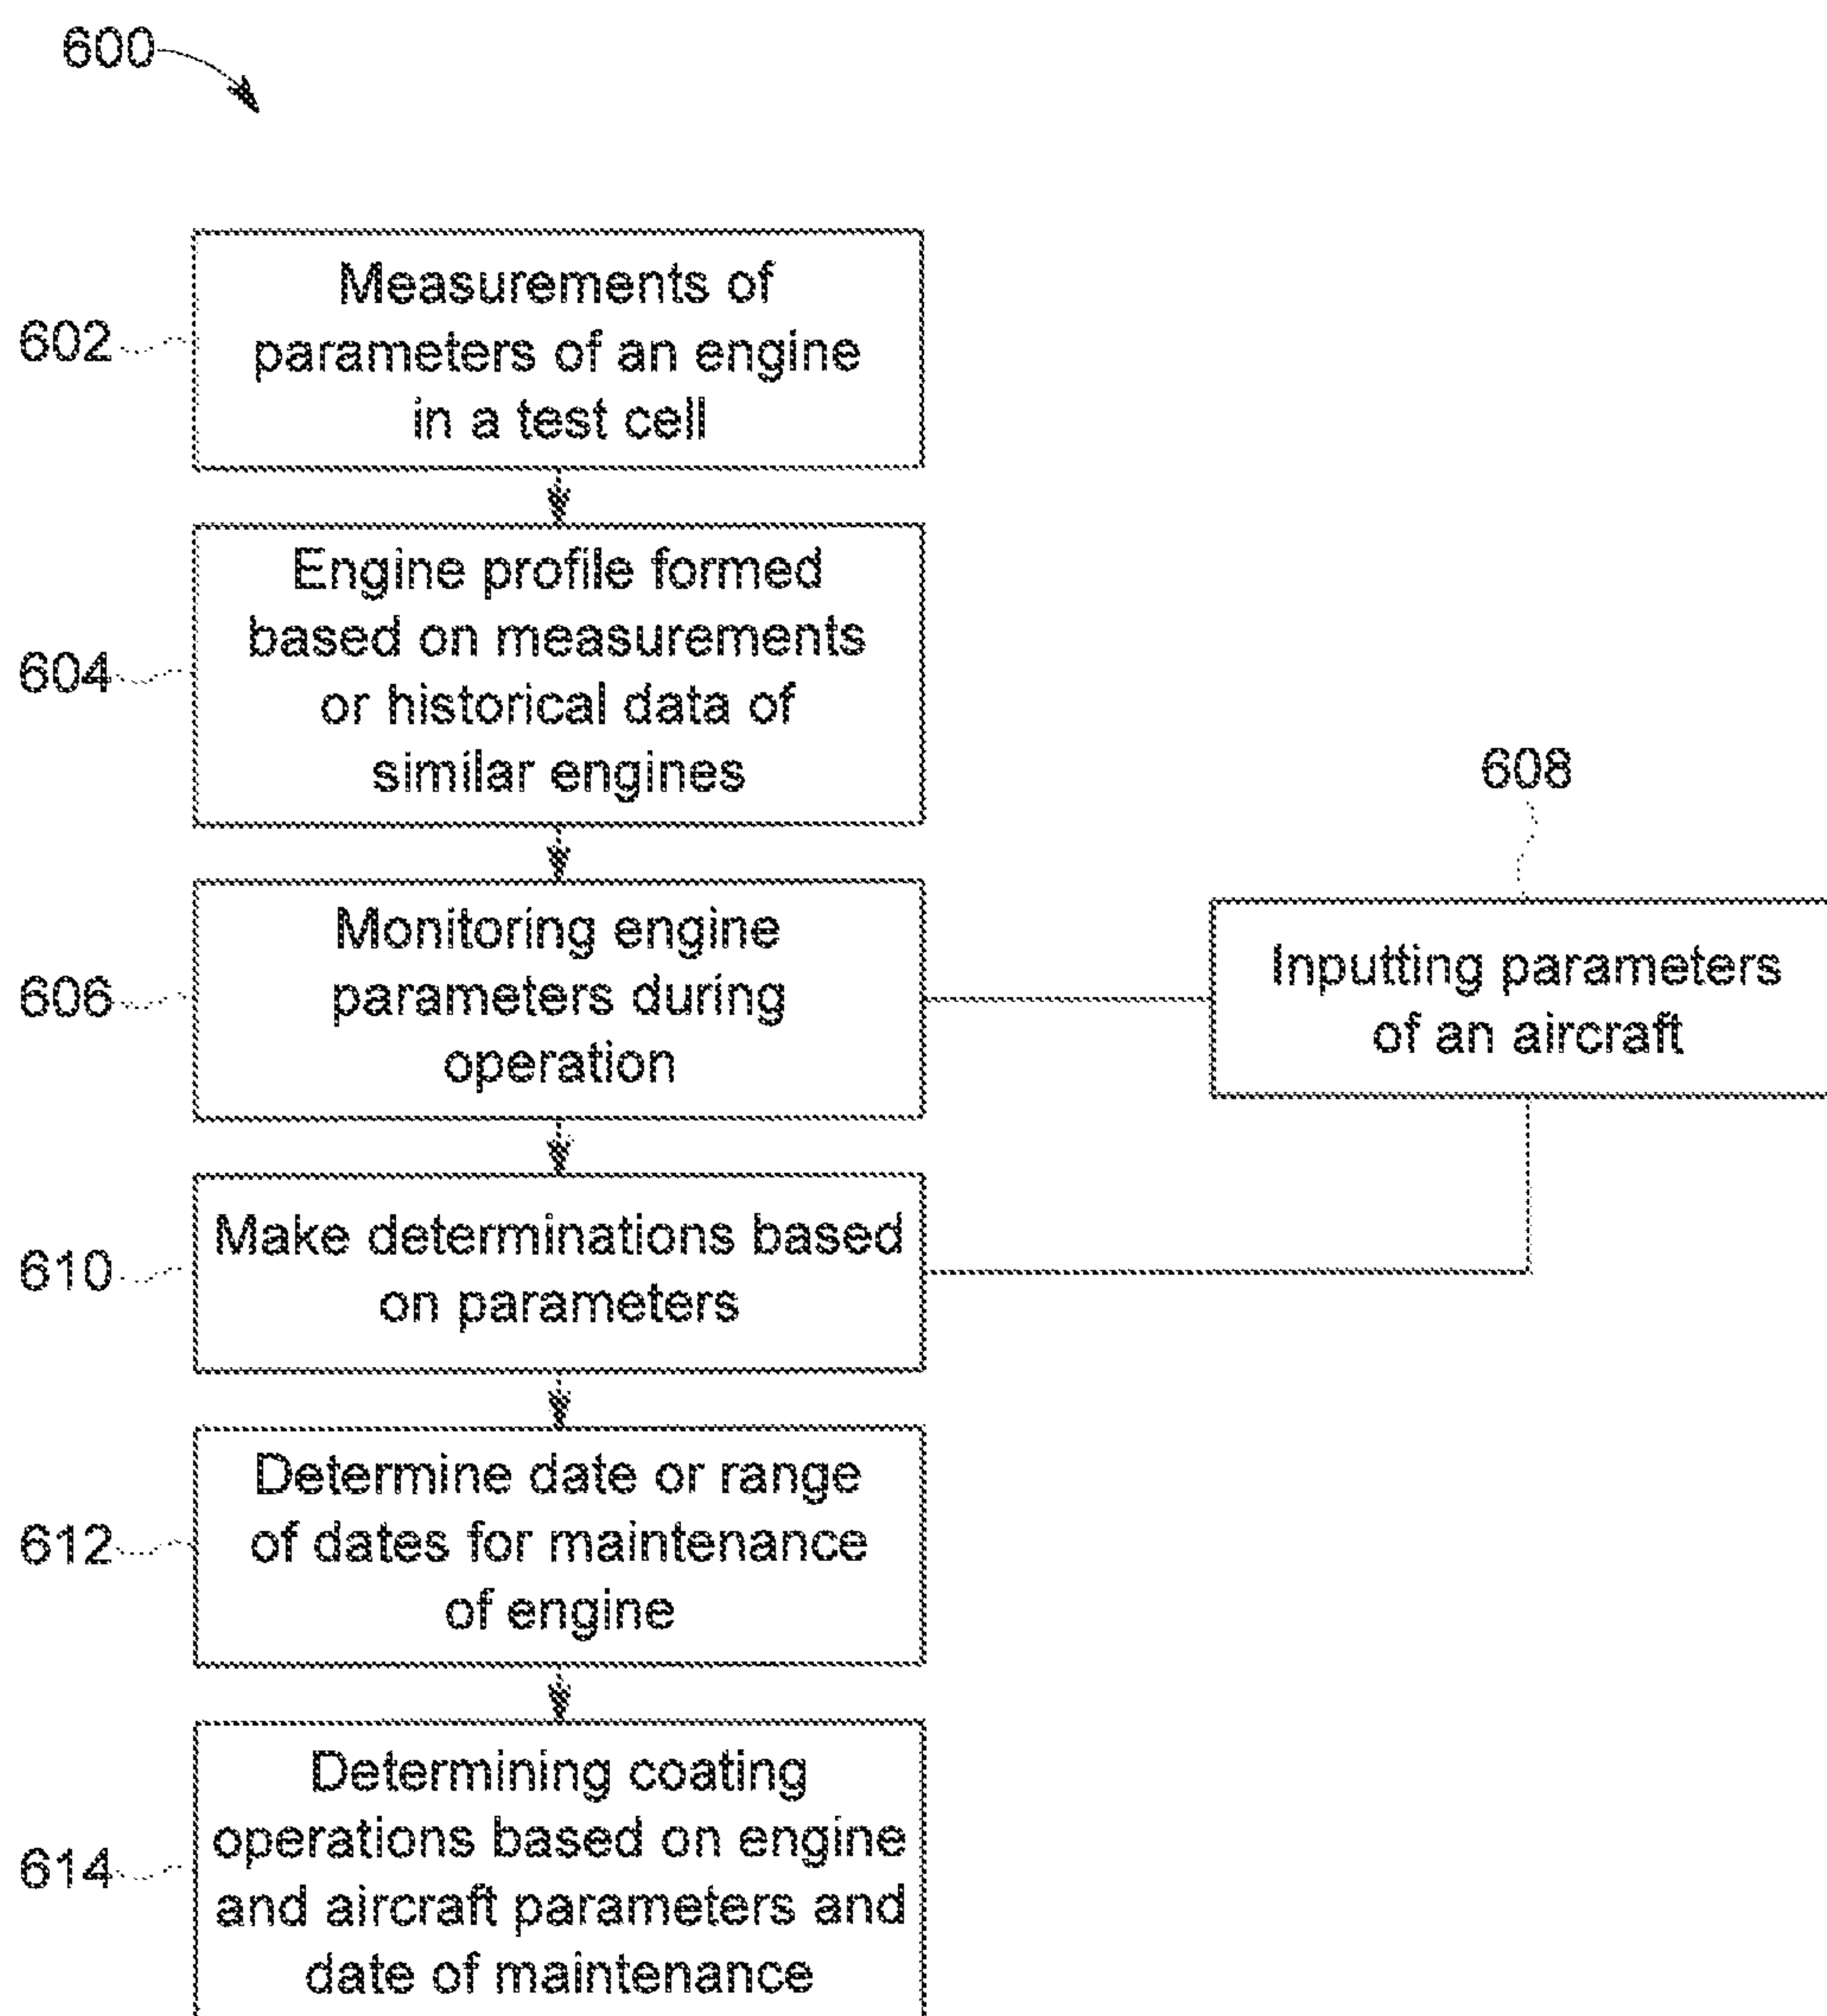 600
602
Measurements of
parameters of an engine
in a test cell
604
Engine profile formed
based on measurements
or historical data of
similar engines
606
Monitoring engine
parameters during
operation
608
Inputting parameters
of an aircraft
610
Make determinations based
on parameters
612
Determine date or range
of dates for maintenance
of engine
614
Determining coating
operations based on engine
and aircraft parameters and
date of maintenance